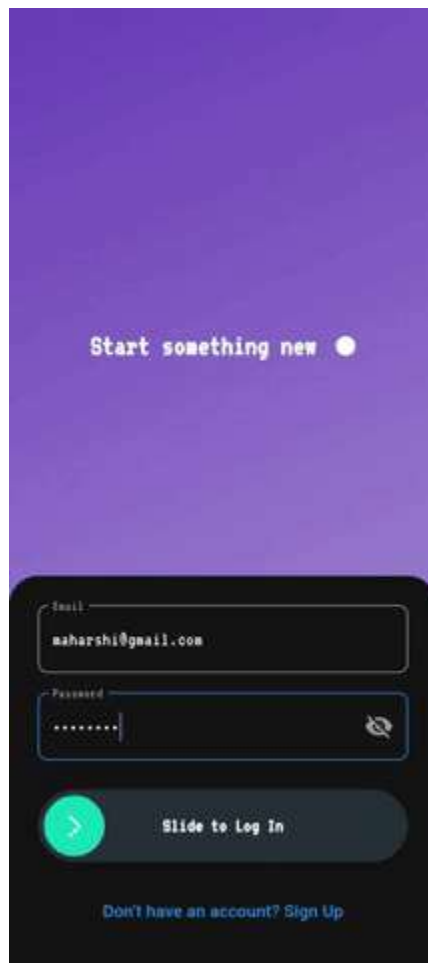 Start something new
Email
maharshi@gmail.com
Password
••••••••
Slide to Log In
Don't have an account? Sign Up